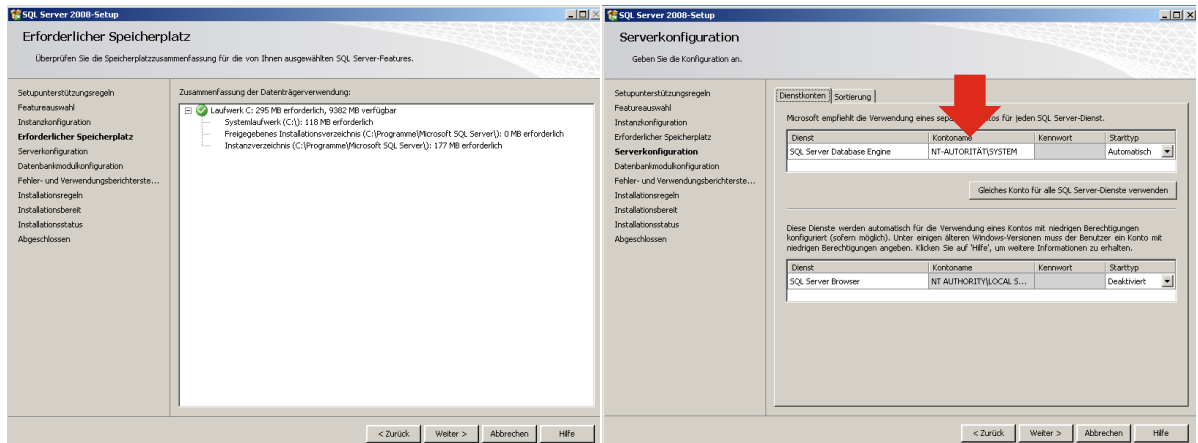 SQL Server 2008-Setup
Erforderlicher Speicherplatz
Überprüfen Sie die Speicherplatzzusammenfassung für die von Ihnen ausgewählten SQL Server-Features.
Setupunterstützungsregeln
Featureauswahl
Instanzkonfiguration
Erforderlicher Speicherplatz
Serverkonfiguration
Datenbankmodulkonfiguration
Fehler- und Verwendungsberichterste...
Installationsregeln
Installationsbereit
Installationsstatus
Abgeschlossen
Zusammenfassung der Datenträgerverwendung:
Laufwerk C: 295 MB erforderlich, 9382 MB verfügbar
Systemlaufwerk (C:\): 118 MB erforderlich
Freigegebenes Installationsverzeichnis (C:\Programme\Microsoft SQL Server\): 0 MB erforderlich
Instanzverzeichnis (C:\Programme\Microsoft SQL Server\): 177 MB erforderlich
< Zurück Weiter > Abbrechen Hilfe
SQL Server 2008-Setup
Serverkonfiguration
Geben Sie die Konfiguration an.
Setupunterstützungsregeln
Featureauswahl
Instanzkonfiguration
Erforderlicher Speicherplatz
Serverkonfiguration
Datenbankmodulkonfiguration
Fehler- und Verwendungsberichterste...
Installationsregeln
Installationsbereit
Installationsstatus
Abgeschlossen
Dienstkonten Sortierung
Microsoft empfiehlt die Verwendung eines für jeden SQL Server-Dienst.
Dienst Kontoname Kennwort Starttyp
SQL Server Database Engine NT-AUTORITÄT\SYSTEM Automatisch
Gleiches Konto für alle SQL Server-Dienste verwenden
Diese Dienste werden automatisch für die Verwendung eines Kontos mit niedrigen Berechtigungen
konfiguriert (sofern möglich). Unter einigen älteren Windows-Versionen muss der Benutzer ein Konto mit
niedrigen Berechtigungen angeben. Klicken Sie auf 'Hilfe', um weitere Informationen zu erhalten.
Dienst Kontoname Kennwort Starttyp
SQL Server Browser NT AUTHORITY\LOCAL S... Deaktiviert
< Zurück Weiter > Abbrechen Hilfe